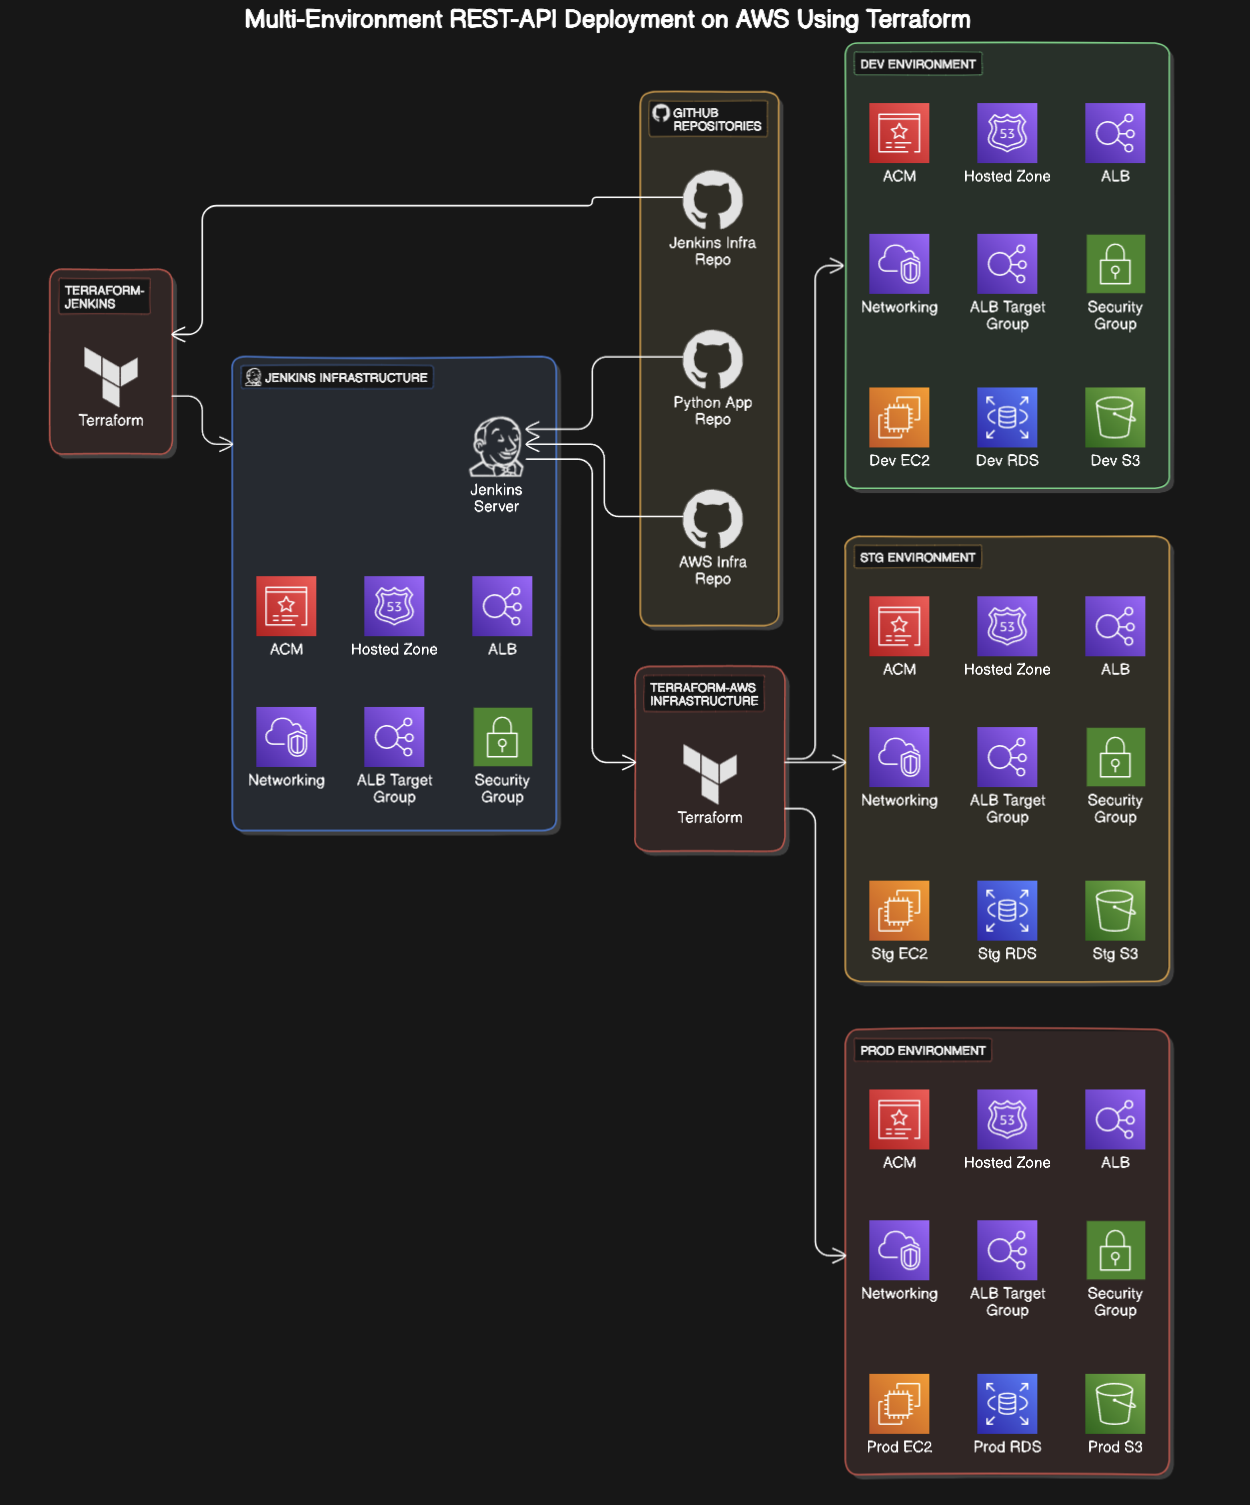 Multi-Environment REST-API Deployment on AWS Using Terraform
GITHUB
REPOSITORIES
Jenkins Infra
Repo
Python App
Repo
AWS Infra
Repo
TERRAFORM-
JENKINS
Terraform
JENKINS INFRASTRUCTURE
Jenkins
Server
ACM
53
Hosted Zone
ALB
Networking
ALB Target
Group
Security
Group
TERRAFORM-AWS
INFRASTRUCTURE
Terraform
DEV ENVIRONMENT
ACM
53
Hosted Zone
ALB
Networking
ALB Target
Group
Security
Group
Dev EC2
Dev RDS
Dev S3
STG ENVIRONMENT
ACM
53
Hosted Zone
ALB
Networking
ALB Target
Group
Security
Group
Stg EC2
Stg RDS
Stg S3
PROD ENVIRONMENT
ACM
53
Hosted Zone
ALB
Networking
ALB Target
Group
Security
Group
Prod EC2
Prod RDS
Prod S3